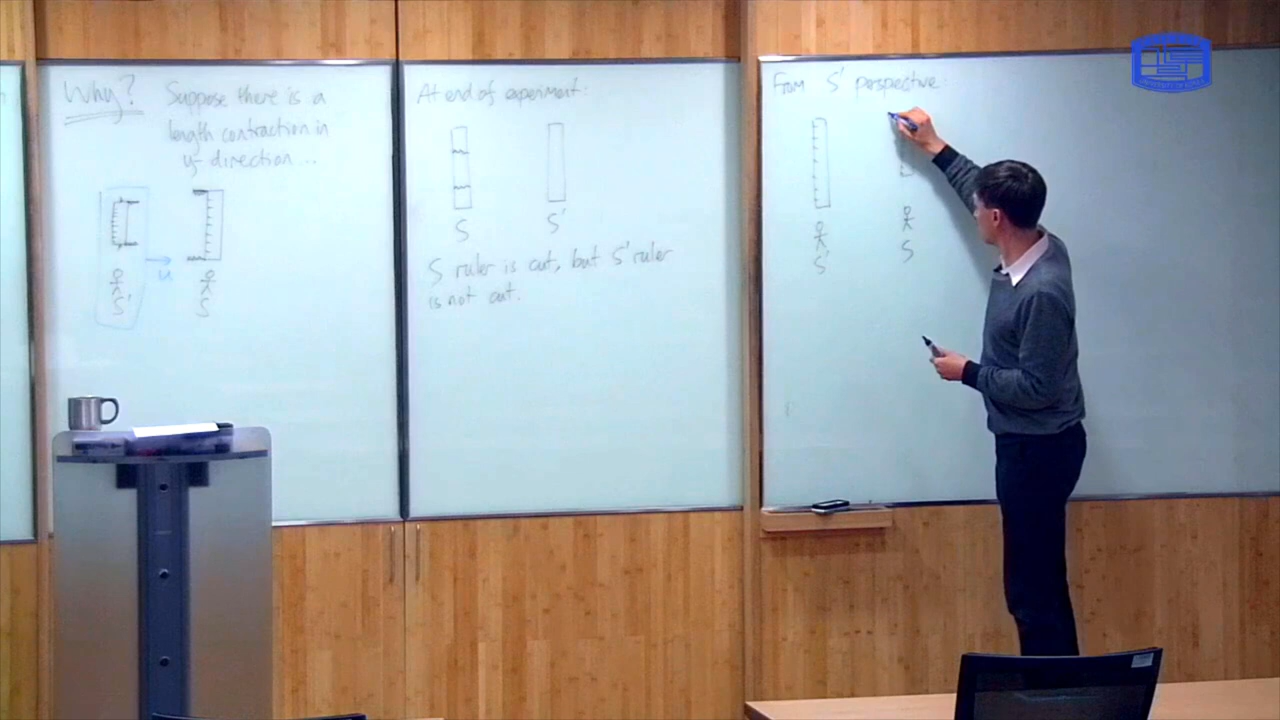 Why? Suppose there is a
length contraction in
y-direction...
u
S'
S
At end of experiment:
S
S'
S ruler is cut, but S' ruler
is not cut.
From S' perspective:
S'
S